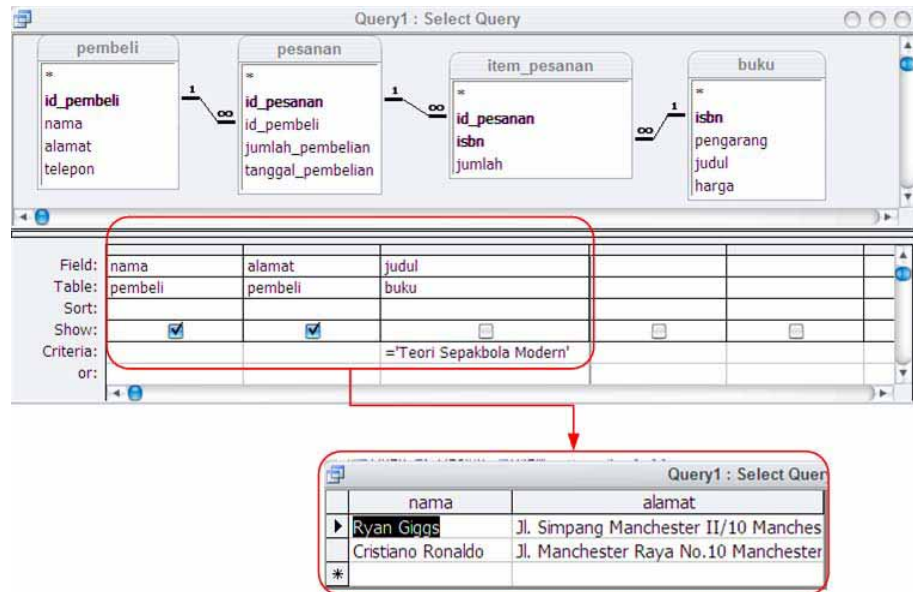 Query1 : Select Query
pembeli
*
id_pembeli
nama
alamat
telepon
1
∞
pesanan
*
id_pesanan
id_pembeli
jumlah_pembelian
tanggal_pembelian
1
∞
item_pesanan
*
id_pesanan
isbn
jumlah
∞
1
buku
*
isbn
pengarang
judul
harga
Field: nama alamat judul
Table: pembeli pembeli buku
Sort:
Show:
Criteria: ='Teori Sepakbola Modern'
or:
Query1 : Select Quer
nama alamat
Ryan Giggs Jl. Simpang Manchester II/10 Manches
Cristiano Ronaldo Jl. Manchester Raya No.10 Manchester
*